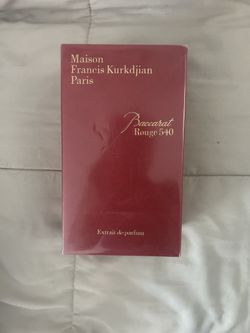 Maison
Francis Kurkdjian
Paris
Baccarat
Rouge 540
Extrait de parfum